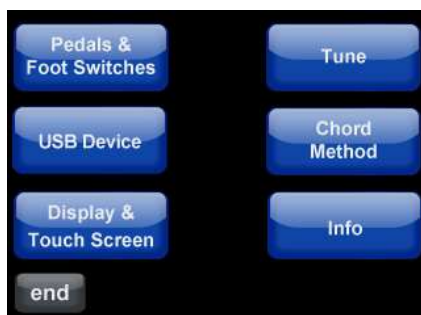 Pedals &
Foot Switches
Tune
USB Device
Chord
Method
Display &
Touch Screen
Info
end